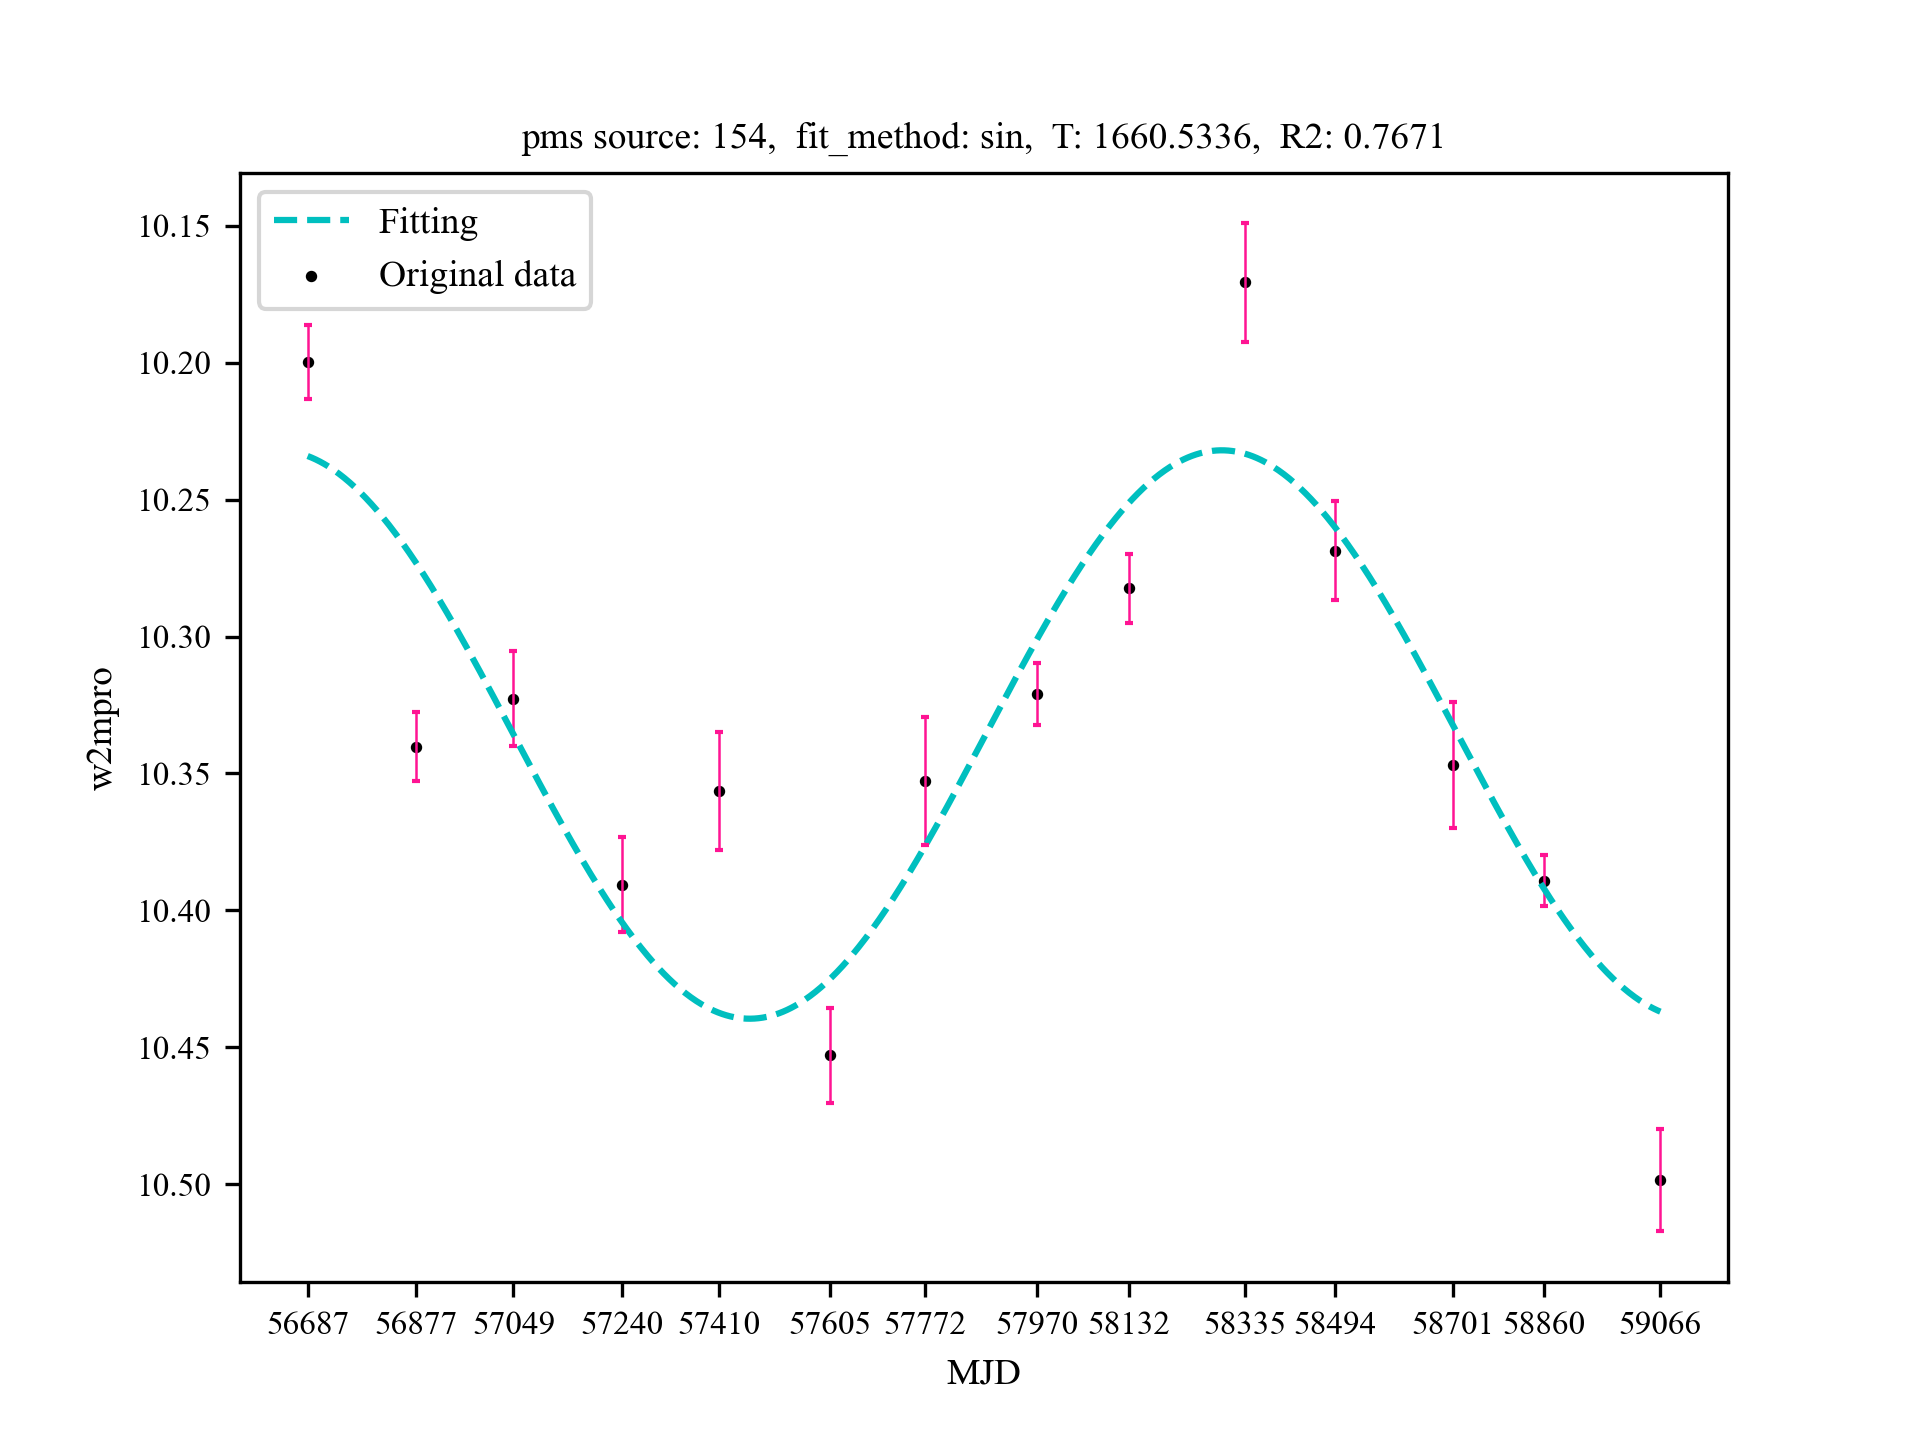 pms source: 154,  fit_method: sin,  T: 1660.5336,  R2: 0.7671
Fitting
Original data
10.15
10.20
10.25
10.30
10.35
10.40
10.45
10.50
w2mpro
56687 56877 57049 57240 57410 57605 57772 57970 58132 58335 58494 58701 58860 59066
MJD